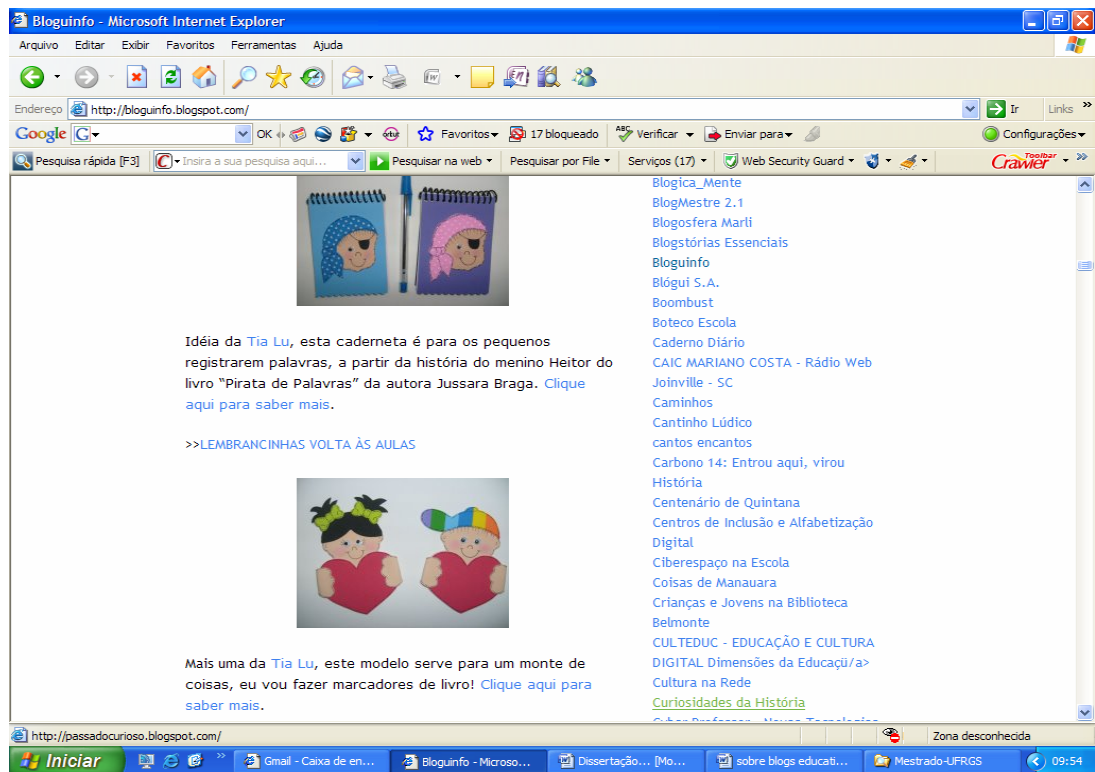 Bloguinfo - Microsoft Internet Explorer
Arquivo Editar Exibir Favoritos Ferramentas Ajuda
Endereço http://bloguinfo.blogspot.com/ Ir Links »
Google G OK Favoritos 17 bloqueado ABC Verificar Enviar para Configurações
Pesquisa rápida [F3] C Insira a sua pesquisa aqui... Pesquisar na web Pesquisar por File Serviços (17) Web Security Guard Crawler Toolbar »
Idéia da Tia Lu, esta caderneta é para os pequenos
registrarem palavras, a partir da história do menino Heitor do
livro “Pirata de Palavras” da autora Jussara Braga. Clique
aqui para saber mais.
>>LEMBRANCINHAS VOLTA ÀS AULAS
Mais uma da Tia Lu, este modelo serve para um monte de
coisas, eu vou fazer marcadores de livro! Clique aqui para
saber mais.
Blogica_Mente
BlogMestre 2.1
Blogosfera Marli
Blogstórias Essenciais
Bloguinfo
Blógui S.A.
Boombust
Boteco Escola
Caderno Diário
CAIC MARIANO COSTA - Rádio Web
Joinville - SC
Caminhos
Cantinho Lúdico
cantos encantos
Carbono 14: Entrou aqui, virou
História
Centenário de Quintana
Centros de Inclusão e Alfabetização
Digital
Ciberespaço na Escola
Coisas de Manauara
Crianças e Jovens na Biblioteca
Belmonte
CULTEDUC - EDUCAÇÃO E CULTURA
DIGITAL Dimensões da Educaçü/a>
Cultura na Rede
Curiosidades da História
Cyber Professor - Novas Tecnologias
http://passadocurioso.blogspot.com/ Zona desconhecida
Iniciar » Gmail - Caixa de en... Bloguinfo - Microso... Dissertação... [Mo... sobre blogs educati... Mestrado-UFRGS 09:54